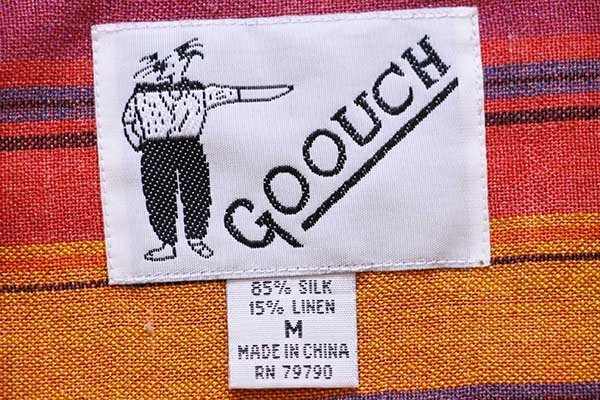 GOOUCH
85% SILK
15% LINEN
M
MADE IN CHINA
RN 79790